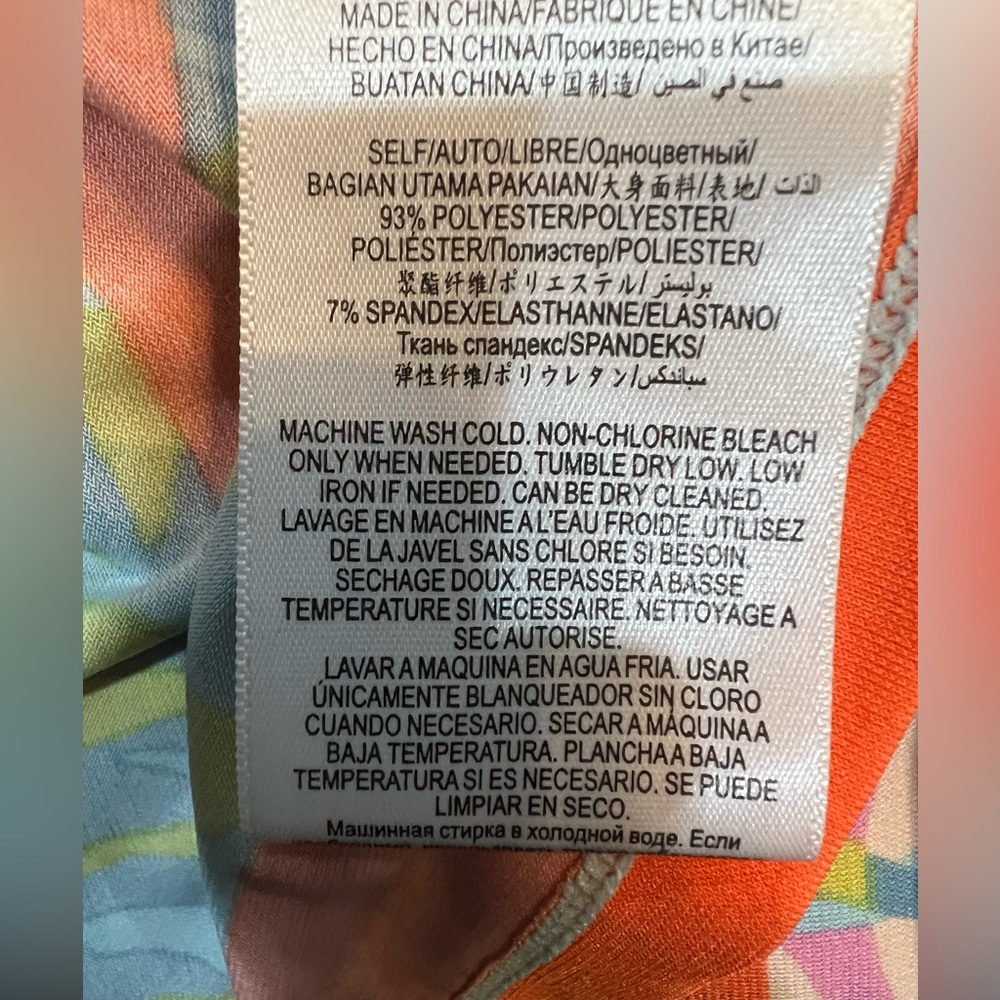 MADE IN CHINA/FABRIQUÉ EN CHINE/
HECHO EN CHINA/Произведено в Китае/
BUATAN CHINA/中国制造/ صنع في الصين
SELF/AUTO/LIBRE/Одноцветный/
BAGIAN UTAMA PAKAIAN/大身面料/表地/ الذات
93% POLYESTER/POLYESTER/
POLIÉSTER/Полиэстер/POLIESTER/
聚酯纤维/ポリエステル/ بوليستر
7% SPANDEX/ELASTHANNE/ELASTANO/
Ткань спандекс/SPANDEKS/
弹性纤维/ポリウレタン/سباندكس
MACHINE WASH COLD. NON-CHLORINE BLEACH
ONLY WHEN NEEDED. TUMBLE DRY LOW. LOW
IRON IF NEEDED. CAN BE DRY CLEANED.
LAVAGE EN MACHINE A L'EAU FROIDE. UTILISEZ
DE LA JAVEL SANS CHLORE SI BESOIN.
SECHAGE DOUX. REPASSER A BASSE
TEMPERATURE SI NECESSAIRE. NETTOYAGE A
SEC AUTORISE.
LAVAR A MAQUINA EN AGUA FRIA. USAR
ÚNICAMENTE BLANQUEADOR SIN CLORO
CUANDO NECESARIO. SECAR A MÁQUINA A
BAJA TEMPERATURA. PLANCHA A BAJA
TEMPERATURA SI ES NECESARIO. SE PUEDE
LIMPIAR EN SECO.
Машинная стирка в холодной воде. Если